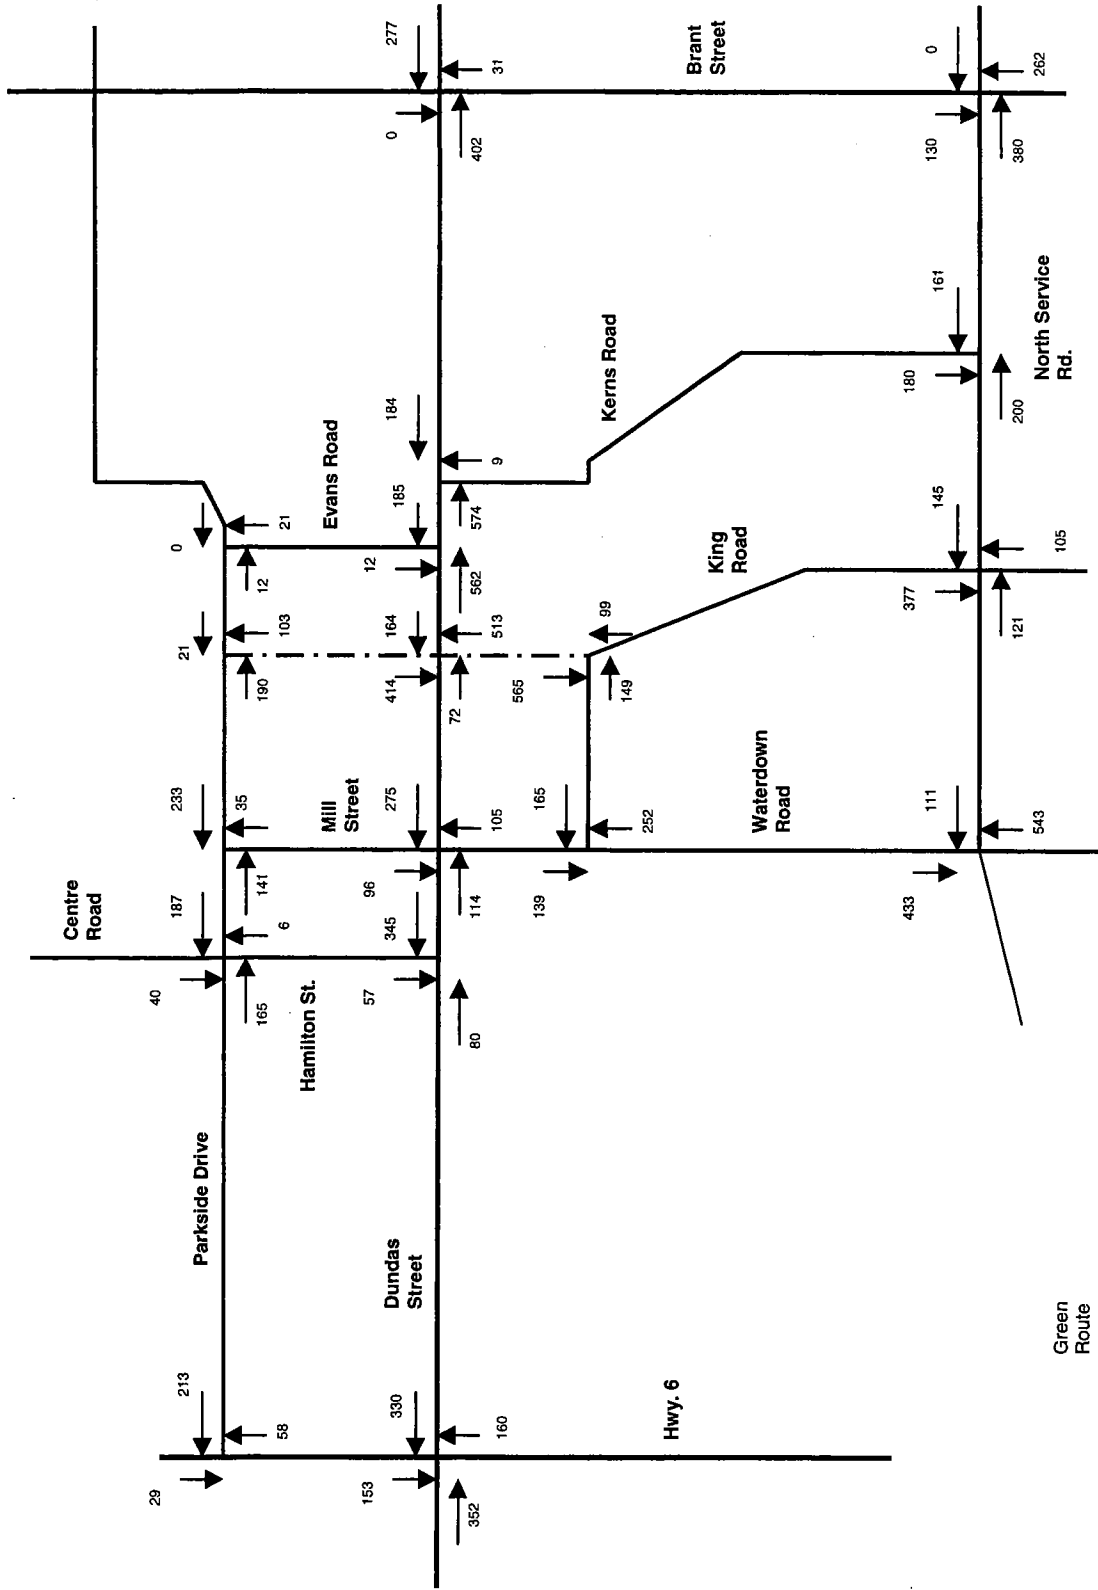 277
31
0
402
Brant
Street
0
262
130
380
161
180
200
North Service
Rd.
Kerns Road
184
9
574
Evans Road
185
12
562
0
21
12
21
103
190
164
513
414
72
565
99
149
King
Road
145
105
377
121
233
35
141
Mill
Street
275
105
96
114
165
252
139
Waterdown
Road
111
543
433
Centre
Road
187
6
40
165
Hamilton St.
345
57
80
Parkside Drive
Dundas
Street
213
58
29
330
160
153
352
Hwy. 6
Green
Route